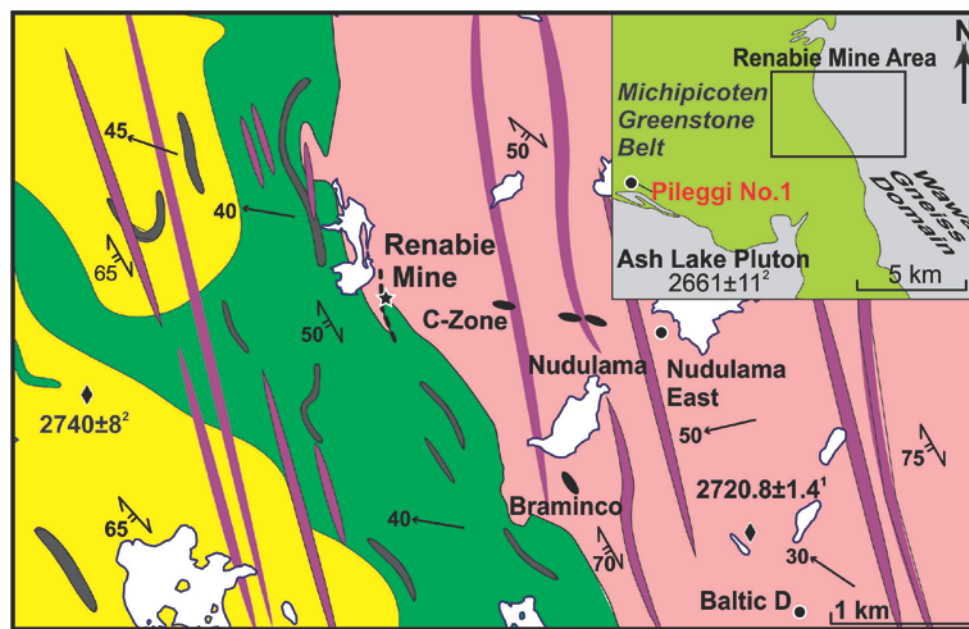 N
Renabie Mine Area
Michipicoten
Greenstone
Belt
Pileggi No.1
Wawa
Gneiss
Domain
Ash Lake Pluton
2661±11²
5 km
45
50
40
65
Renabie
Mine
50
C-Zone
Nudulama
Nudulama
East
2740±8²
50
75
2720.8±1.4¹
Braminco
65
40
70
30
Baltic D
1 km